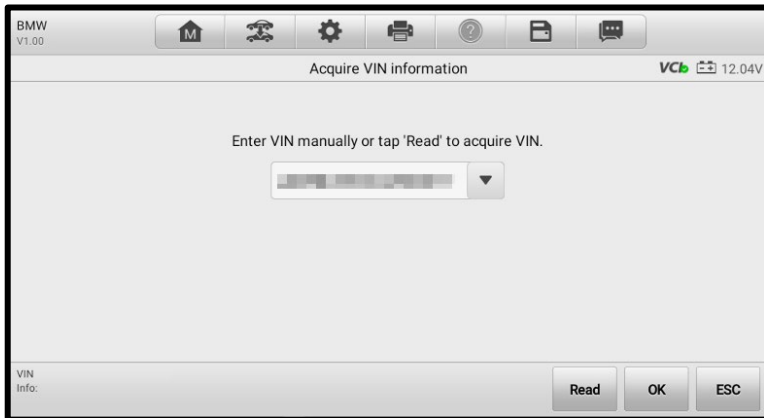 BMW
V1.00
M
Acquire VIN information
VCI 12.04V
Enter VIN manually or tap 'Read' to acquire VIN.
VIN
Info:
Read OK ESC